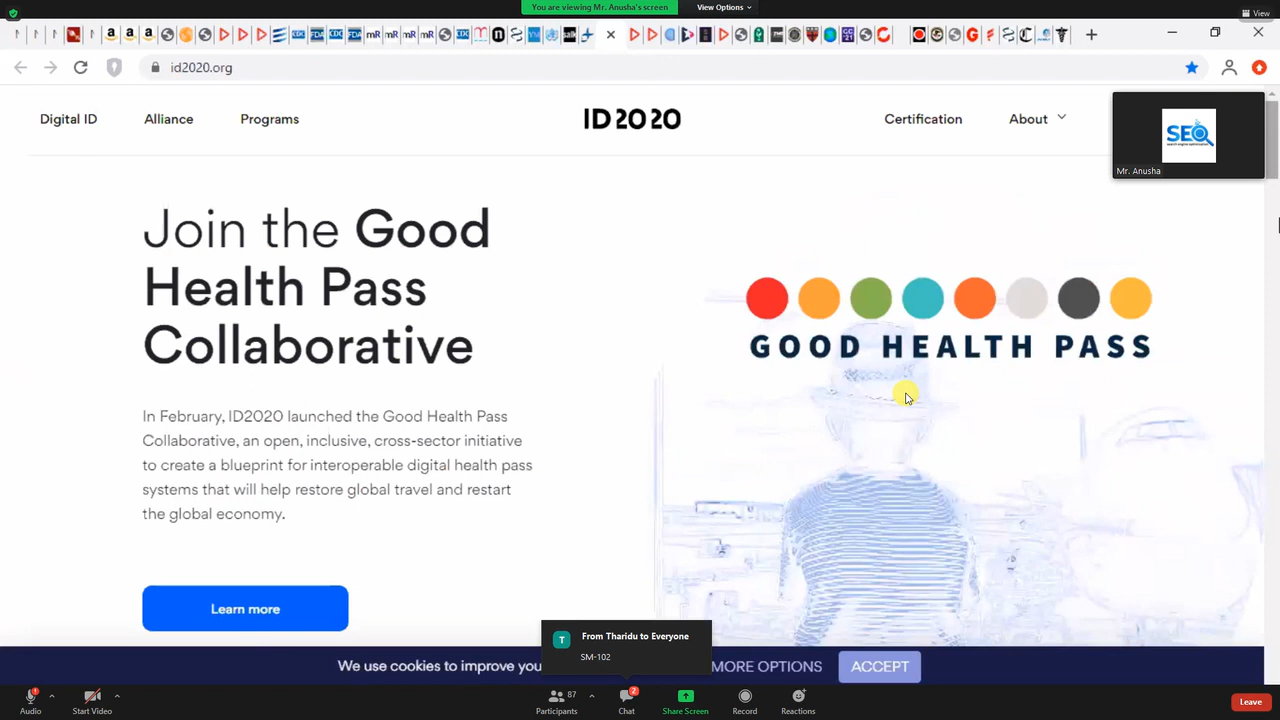 You are viewing Mr. Anusha's screen
View Options
View
id2020.org
Digital ID
Alliance
Programs
ID2020
Certification
About
SEO
Mr. Anusha
Join the Good
Health Pass
Collaborative
GOOD HEALTH PASS
In February, ID2020 launched the Good Health Pass
Collaborative, an open, inclusive, cross-sector initiative
to create a blueprint for interoperable digital health pass
systems that will help restore global travel and restart
the global economy.
Learn more
From Tharidu to Everyone
SM-102
We use cookies to improve you
MORE OPTIONS
ACCEPT
Audio
Start Video
87
Participants
2
Chat
Share Screen
Record
Reactions
Leave